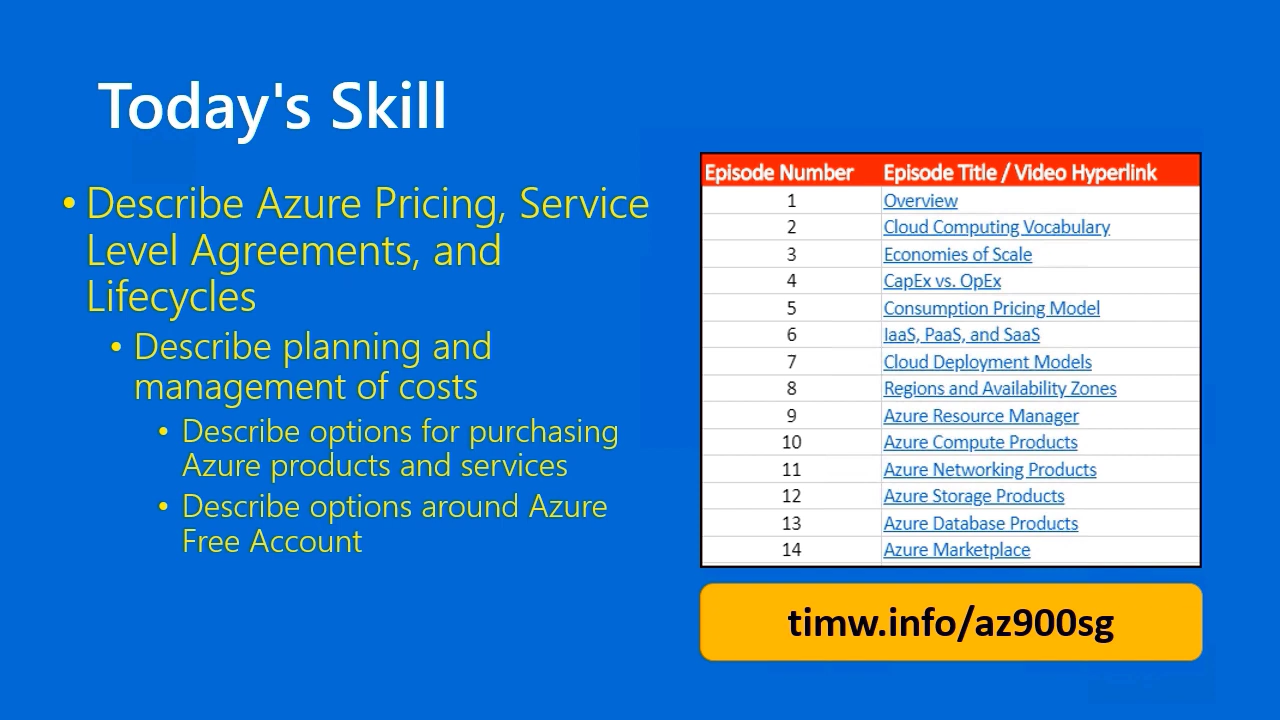 Today's Skill
• Describe Azure Pricing, Service
Level Agreements, and
Lifecycles
• Describe planning and
management of costs
• Describe options for purchasing
Azure products and services
• Describe options around Azure
Free Account
Episode Number Episode Title / Video Hyperlink
1 Overview
2 Cloud Computing Vocabulary
3 Economies of Scale
4 CapEx vs. OpEx
5 Consumption Pricing Model
6 IaaS, PaaS, and SaaS
7 Cloud Deployment Models
8 Regions and Availability Zones
9 Azure Resource Manager
10 Azure Compute Products
11 Azure Networking Products
12 Azure Storage Products
13 Azure Database Products
14 Azure Marketplace
timw.info/az900sg